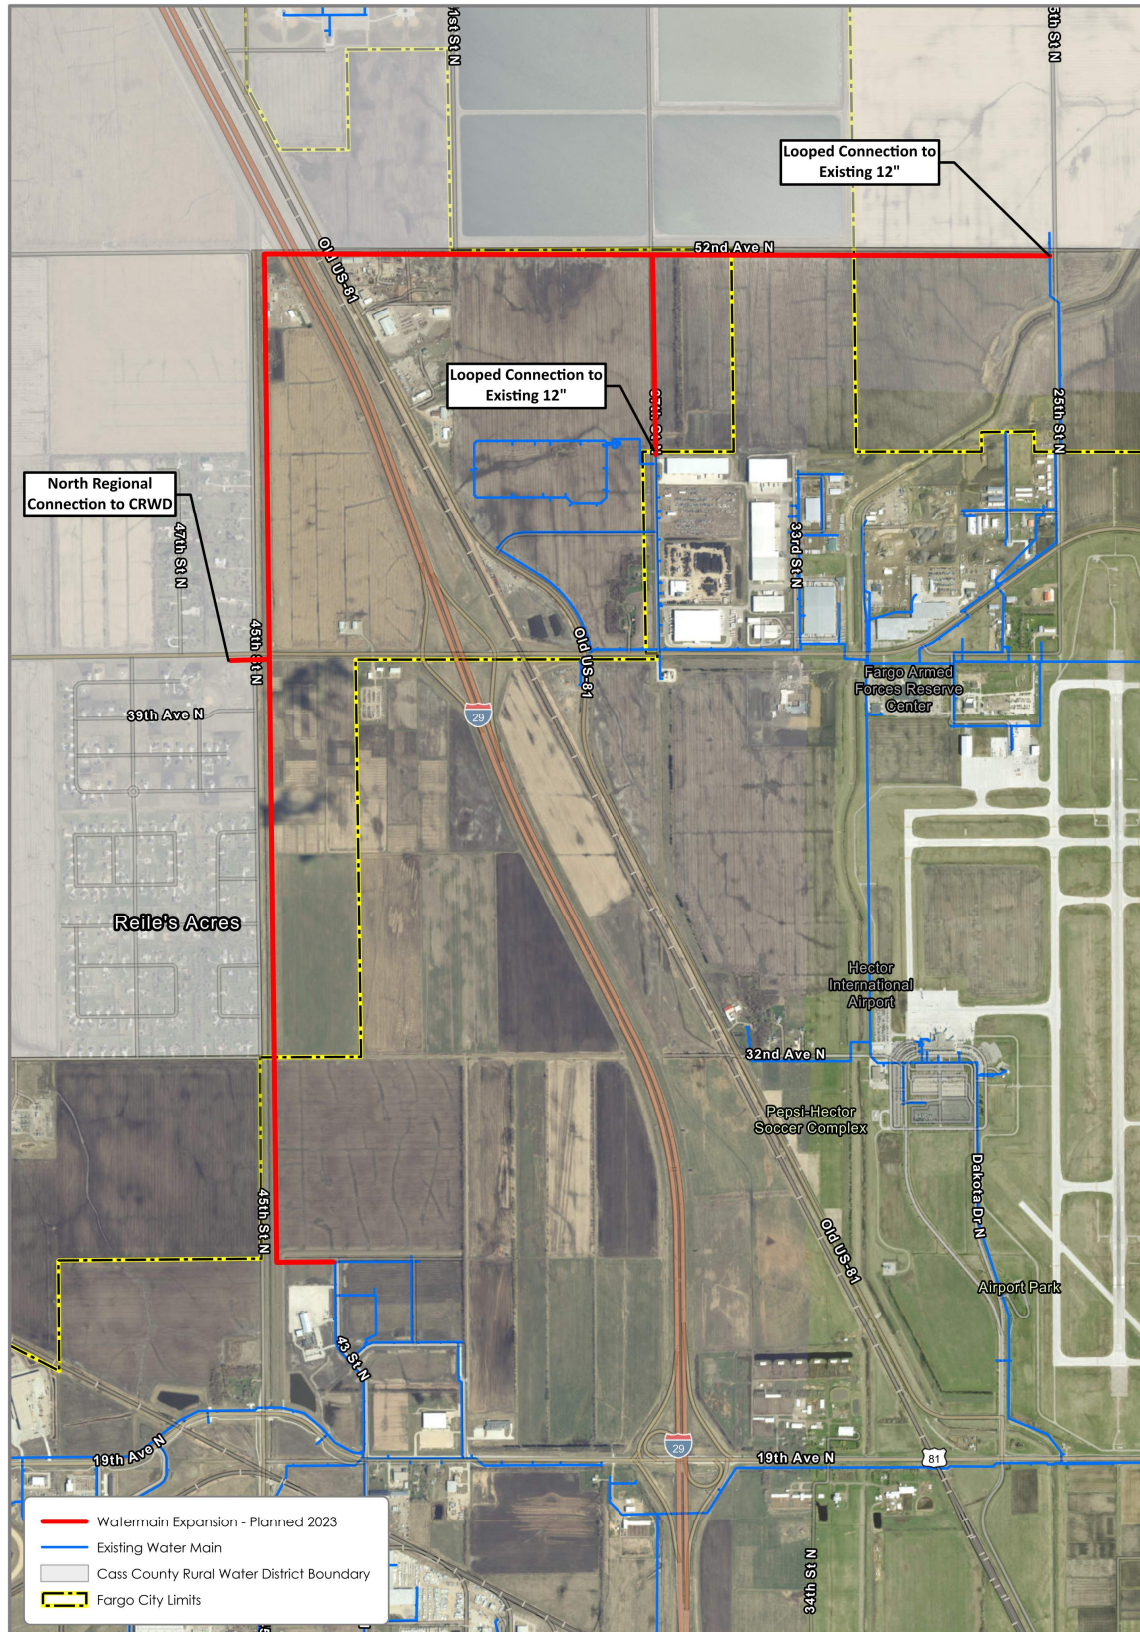 1st St N
5th St N
Looped Connection to
Existing 12"
52nd Ave N
Old US-81
Looped Connection to
Existing 12"
25th St N
North Regional
Connection to CRWD
47th St N
33rd St N
45th St N
Old US-81
Fargo Armed
Forces Reserve
Center
39th Ave N
29
Reile's Acres
Hector
International
Airport
32nd Ave N
Pepsi-Hector
Soccer Complex
Dakota Dr N
45th St N
Old US-81
Airport Park
43 St N
19th Ave N
29
19th Ave N
81
34th St N
Watermain Expansion - Planned 2023
Existing Water Main
Cass County Rural Water District Boundary
Fargo City Limits